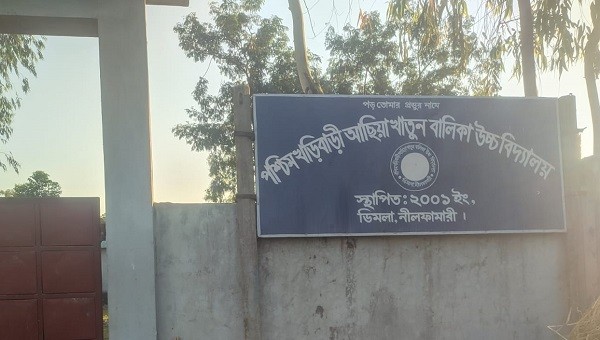 পড় তোমার প্রভুর নামে
পশ্চিম খড়িবাড়ী আছিয়া খাতুন বালিকা উচ্চ বিদ্যালয়
স্থাপিত: ২০০১ ইং,
ডিমলা, নীলফামারী ।